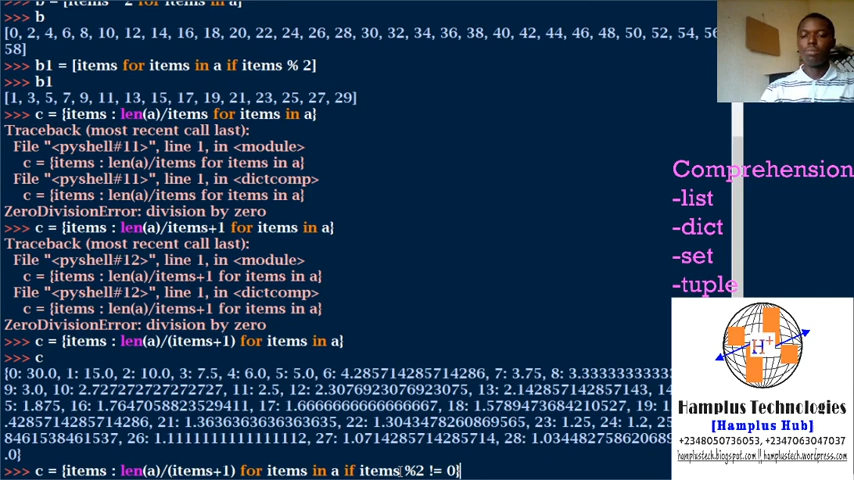 >>> b = [items * 2 for items in a]
>>> b
[0, 2, 4, 6, 8, 10, 12, 14, 16, 18, 20, 22, 24, 26, 28, 30, 32, 34, 36, 38, 40, 42, 44, 46, 48, 50, 52, 54, 56
58]
>>> b1 = [items for items in a if items % 2]
>>> b1
[1, 3, 5, 7, 9, 11, 13, 15, 17, 19, 21, 23, 25, 27, 29]
>>> c = {items : len(a)/items for items in a}
Traceback (most recent call last):
File "<pyshell#11>", line 1, in <module>
c = {items : len(a)/items for items in a}
File "<pyshell#11>", line 1, in <dictcomp>
c = {items : len(a)/items for items in a}
ZeroDivisionError: division by zero
>>> c = {items : len(a)/items+1 for items in a}
Traceback (most recent call last):
File "<pyshell#12>", line 1, in <module>
c = {items : len(a)/items+1 for items in a}
File "<pyshell#12>", line 1, in <dictcomp>
c = {items : len(a)/items+1 for items in a}
ZeroDivisionError: division by zero
>>> c = {items : len(a)/(items+1) for items in a}
>>> c
{0: 30.0, 1: 15.0, 2: 10.0, 3: 7.5, 4: 6.0, 5: 5.0, 6: 4.285714285714286, 7: 3.75, 8: 3.33333333333
9: 3.0, 10: 2.727272727272727, 11: 2.5, 12: 2.3076923076923075, 13: 2.142857142857143, 14
5: 1.875, 16: 1.7647058823529411, 17: 1.6666666666666667, 18: 1.5789473684210527, 19: 1
.4285714285714286, 21: 1.3636363636363635, 22: 1.3043478260869565, 23: 1.25, 24: 1.2, 25
8461538461537, 26: 1.1111111111111112, 27: 1.0714285714285714, 28: 1.03448275862068
.0}
>>> c = {items : len(a)/(items+1) for items in a if items %2 != 0}
Comprehension
-list
-dict
-set
-tuple
H+
Hamplus Technologies
[Hamplus Hub]
+2348050736053, +2347063047037
hamplustech.blogspot.com || hamplustech.wordpress.com